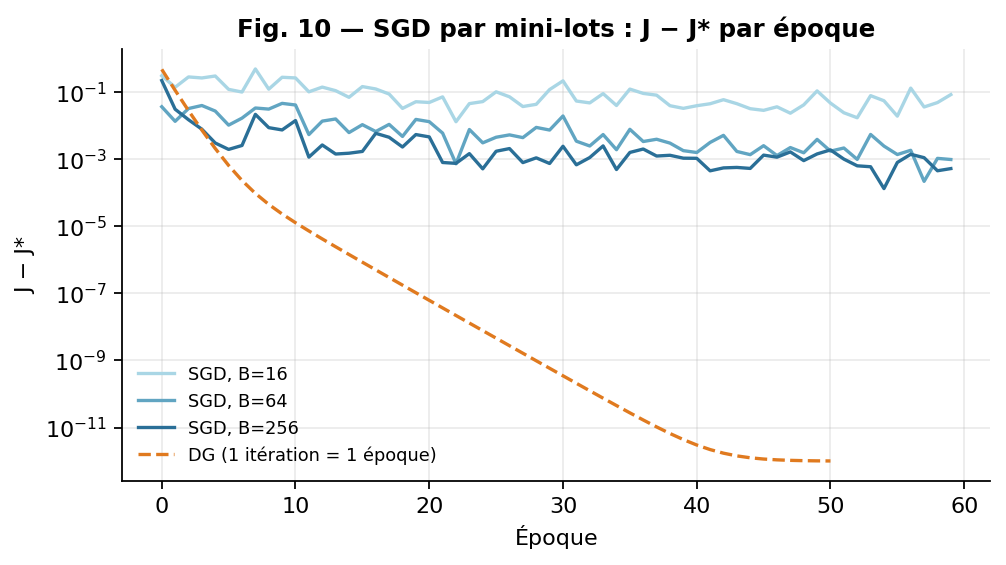 Fig. 10 — SGD par mini-lots : J − J* par époque
J − J*
10⁻¹
10⁻³
10⁻⁵
10⁻⁷
10⁻⁹
10⁻¹¹
SGD, B=16
SGD, B=64
SGD, B=256
DG (1 itération = 1 époque)
0 10 20 30 40 50 60
Époque